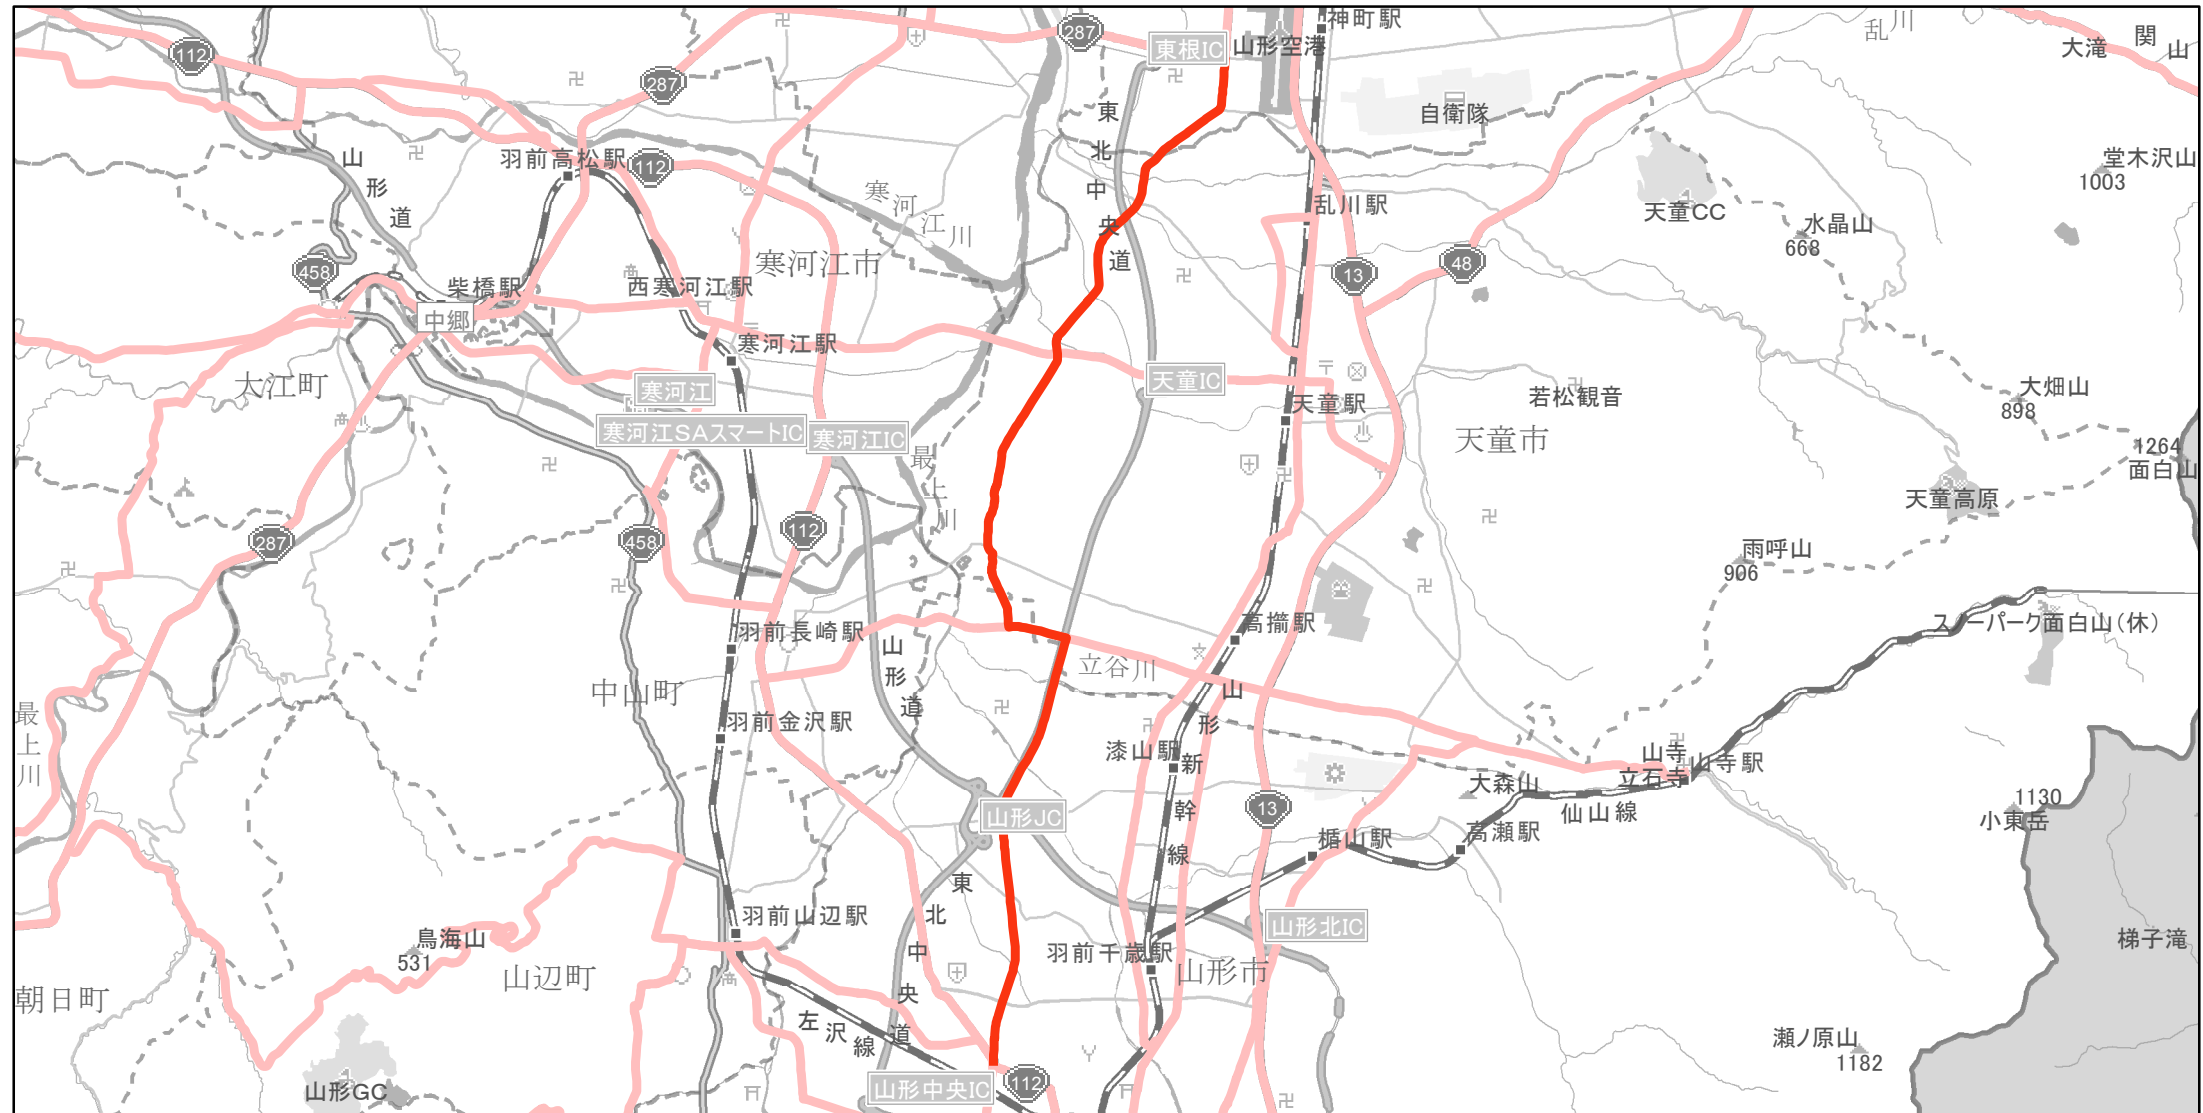 神町駅
乱川
287
東根IC
山形空港
大滝
関山
112
287
自衛隊
東北中央道
山形道
羽前高松駅
112
堂木沢山
1003
寒河江川
乱川駅
天童CC
水晶山
668
458
柴橋駅
西寒河江駅
寒河江市
13
48
中郷
寒河江駅
大江町
寒河江
天童IC
大畑山
898
若松観音
天童駅
寒河江SAスマートIC
寒河江IC
天童市
最上川
1264
面白山
天童高原
287
458
112
雨呼山
906
羽前長崎駅
高擶駅
スノーパーク面白山(休)
山形道
立谷川
中山町
山形新幹線
最上川
羽前金沢駅
漆山駅
山寺
立石寺
山寺駅
大森山
仙山線
13
1130
小東岳
山形JC
楯山駅
高瀬駅
東北中央道
羽前山辺駅
山形北IC
鳥海山
531
羽前千歳駅
梯子滝
山辺町
山形市
朝日町
左沢線
瀬ノ原山
1182
山形GC
山形中央IC
112